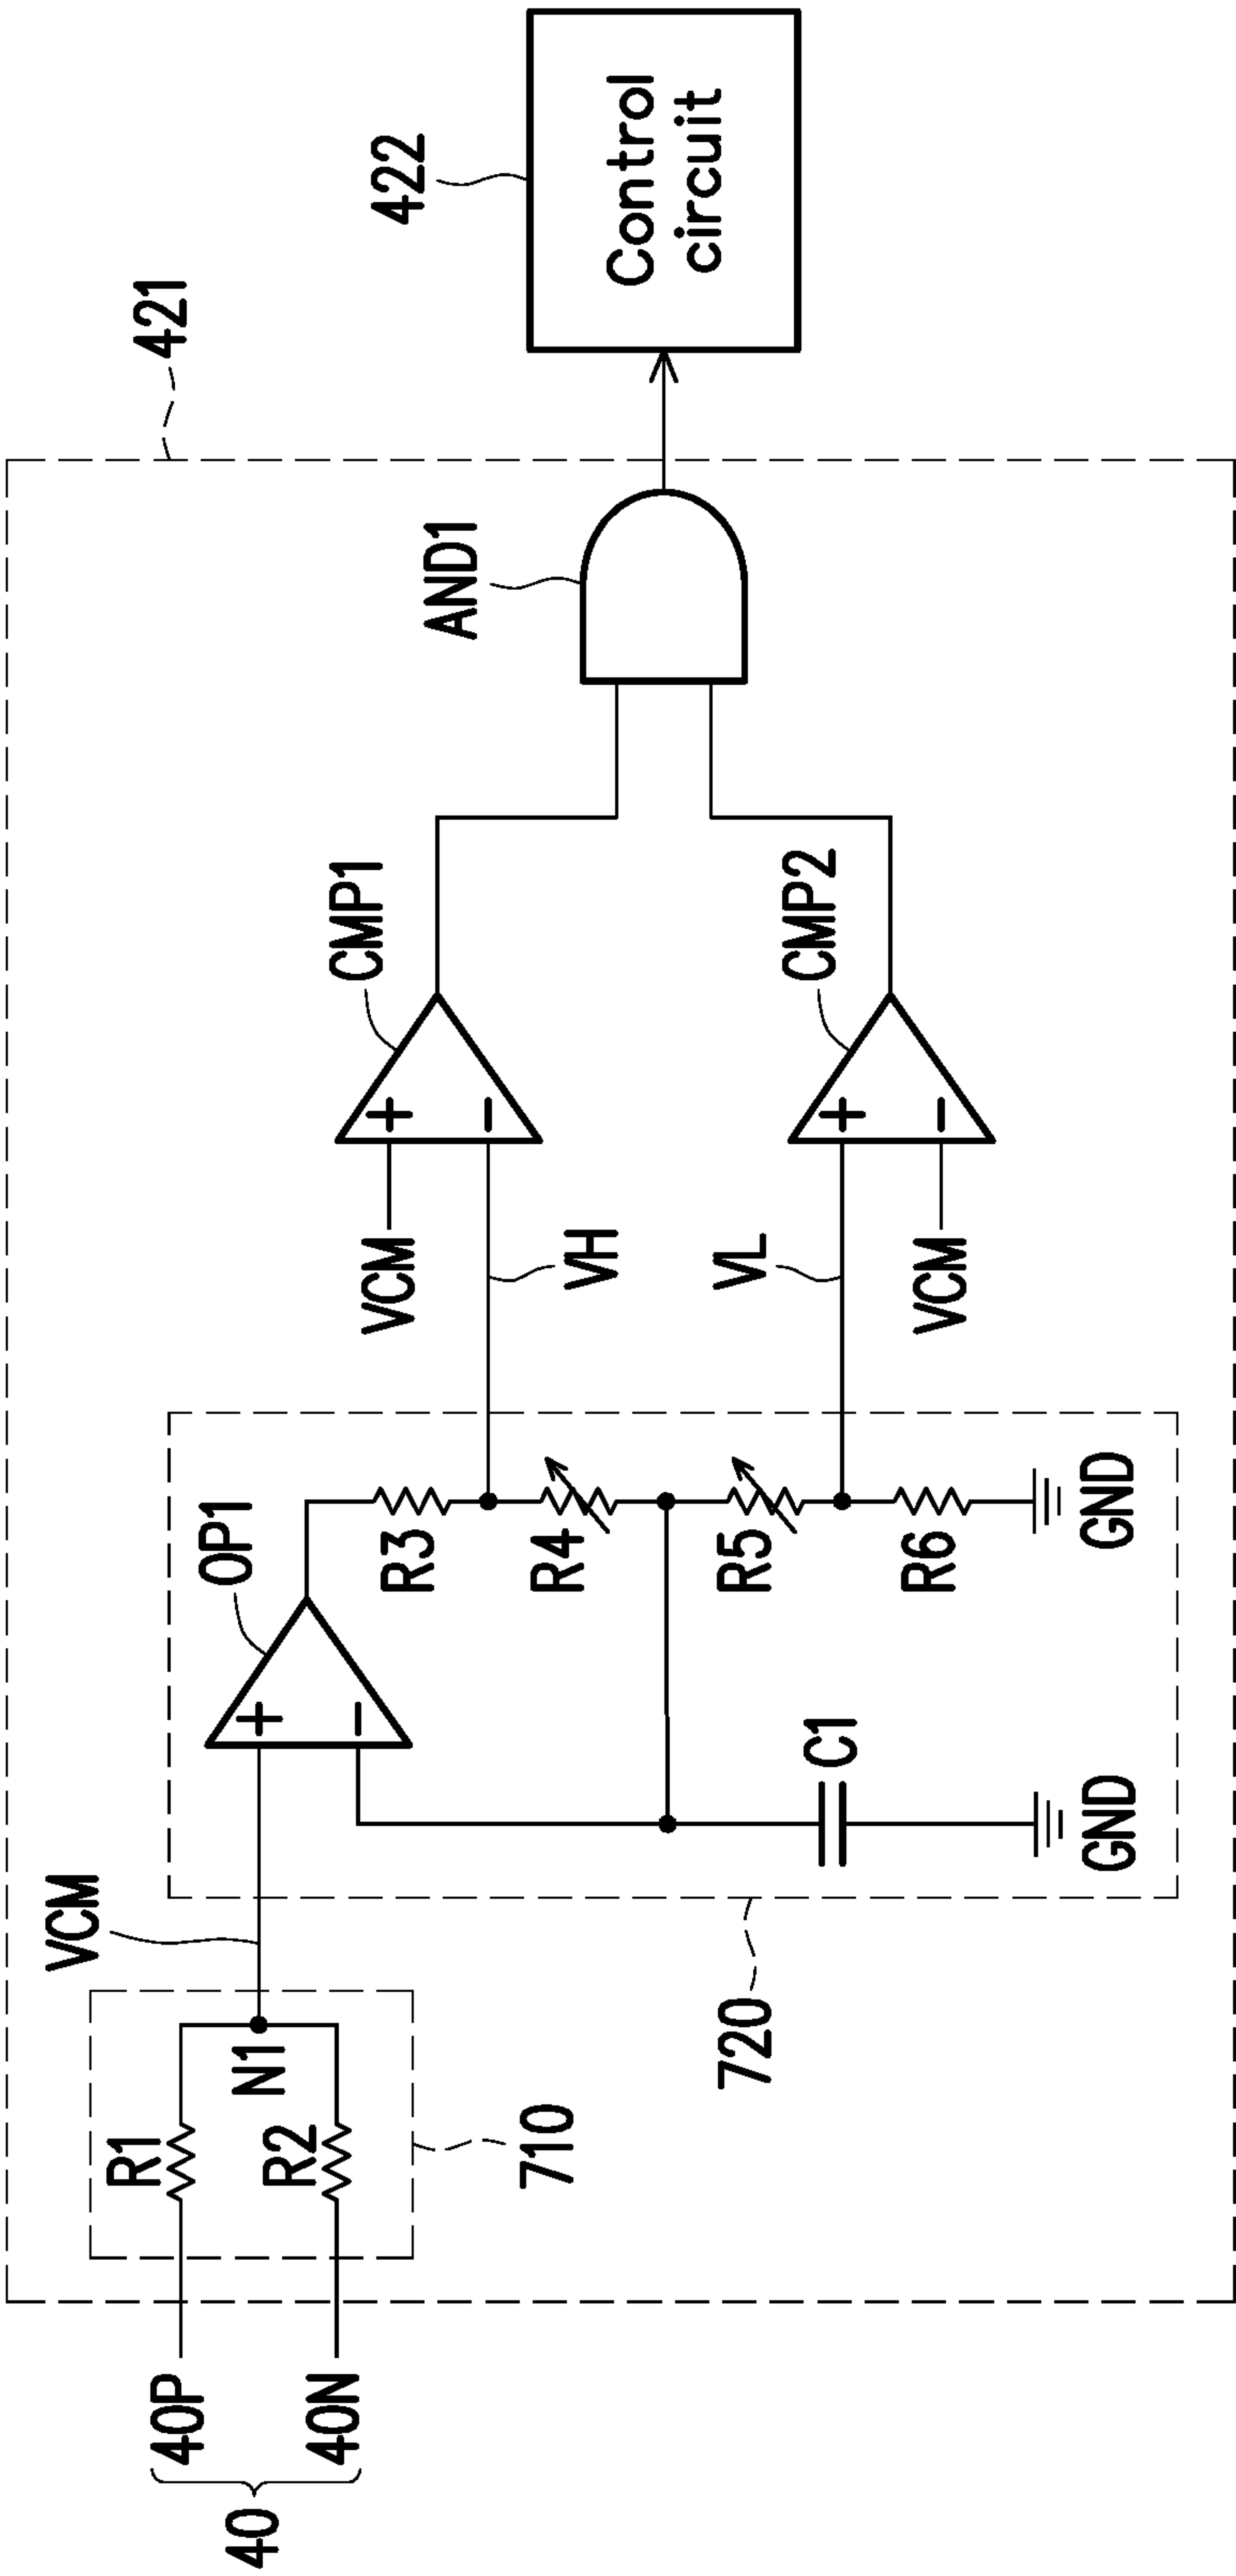 421
VCM
R1
N1
R2
710
40P
40N
40
OP1
R3
R4
R5
R6
GND
C1
GND
720
VCM
VH
CMP1
VL
VCM
CMP2
AND1
422
Control
circuit